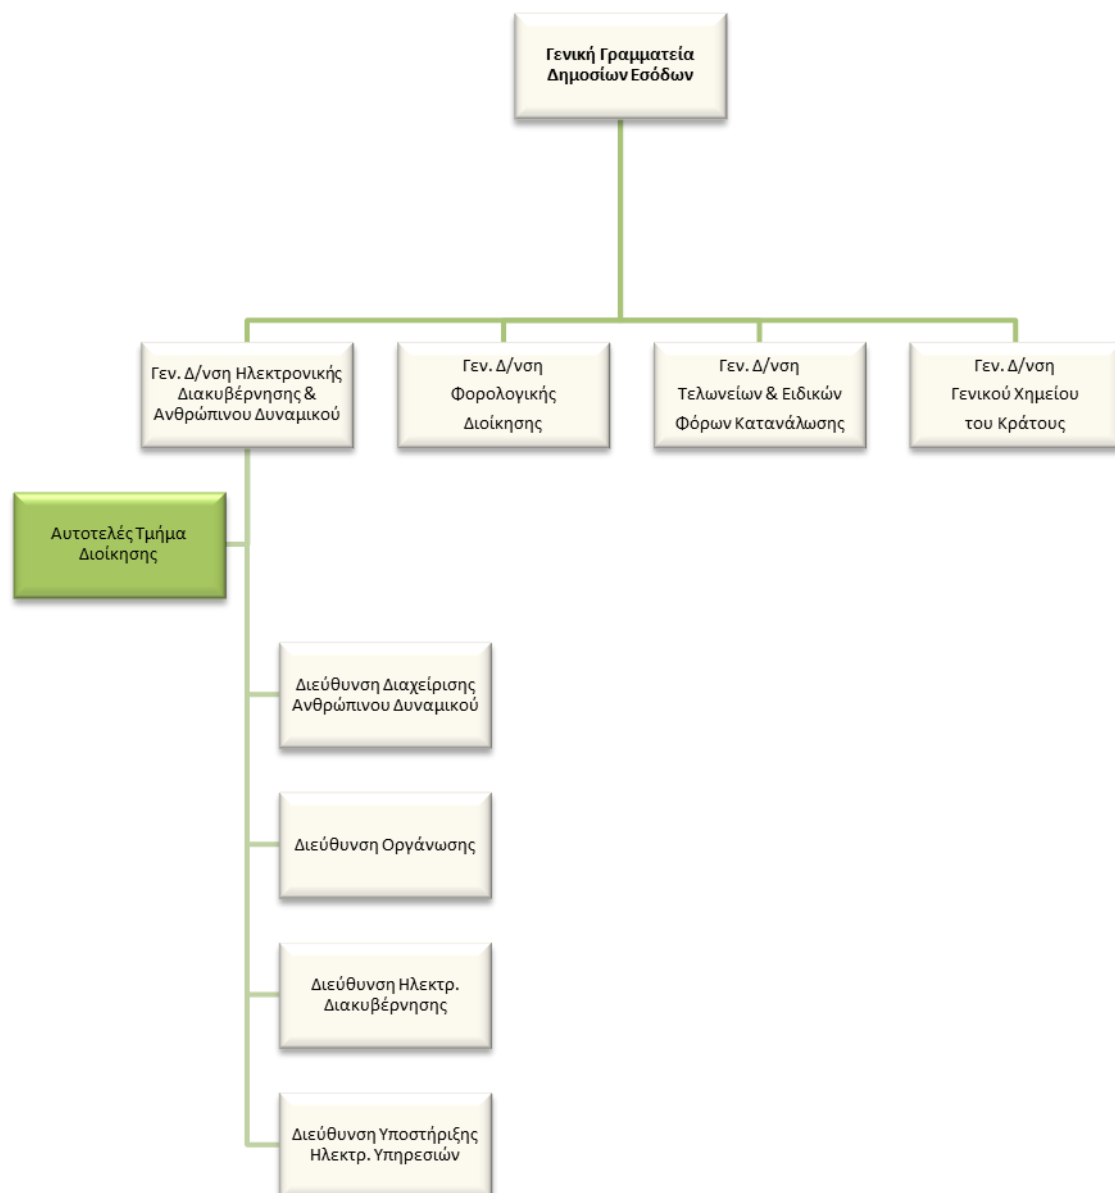 Γενική Γραμματεία
Δημοσίων Εσόδων
Γεν. Δ/νση Ηλεκτρονικής
Διακυβέρνησης &
Ανθρώπινου Δυναμικού
Γεν. Δ/νση
Φορολογικής
Διοίκησης
Γεν. Δ/νση
Τελωνείων & Ειδικών
Φόρων Κατανάλωσης
Γεν. Δ/νση
Γενικού Χημείου
του Κράτους
Αυτοτελές Τμήμα
Διοίκησης
Διεύθυνση Διαχείρισης
Ανθρώπινου Δυναμικού
Διεύθυνση Οργάνωσης
Διεύθυνση Ηλεκτρ.
Διακυβέρνησης
Διεύθυνση Υποστήριξης
Ηλεκτρ. Υπηρεσιών